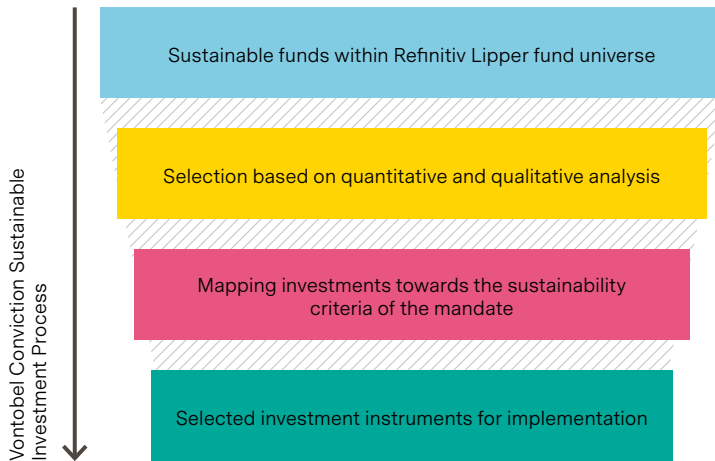 Vontobel Conviction Sustainable
Investment Process
Sustainable funds within Refinitiv Lipper fund universe
Selection based on quantitative and qualitative analysis
Mapping investments towards the sustainability
criteria of the mandate
Selected investment instruments for implementation